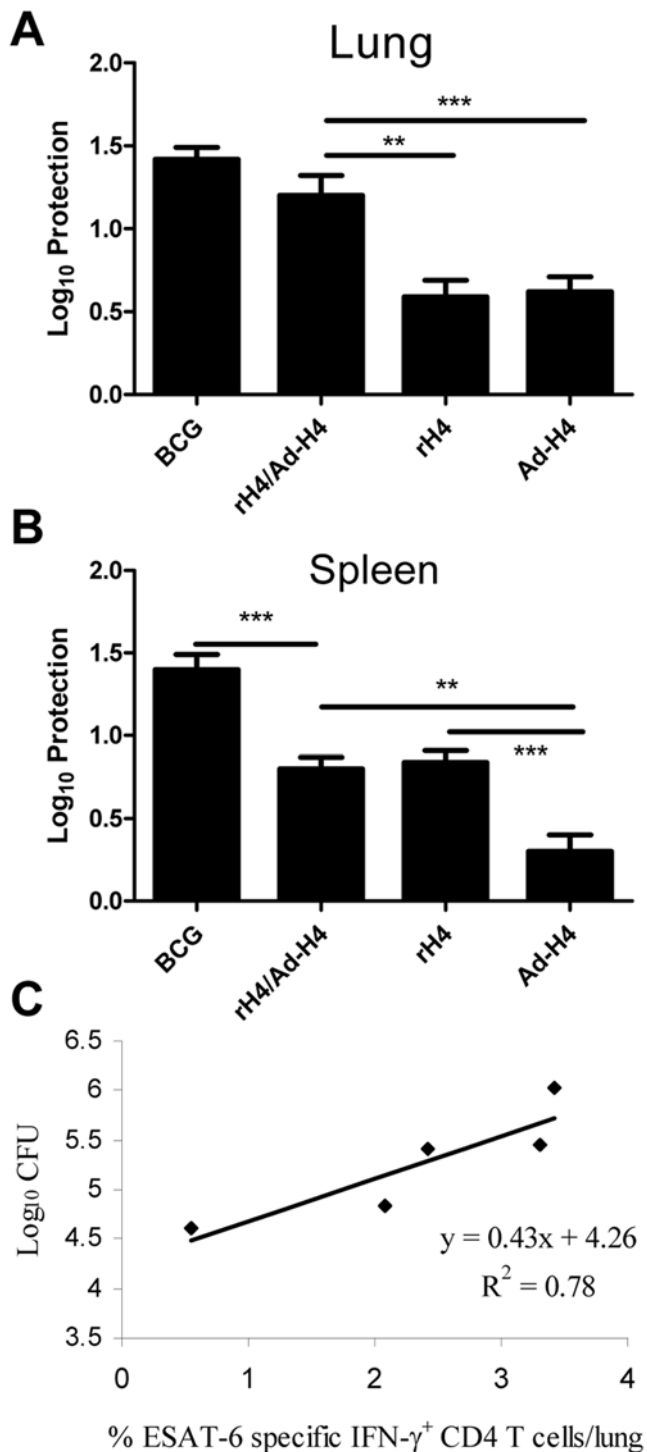 A
Lung
2.0
1.5
1.0
0.5
0.0
Log10 Protection
***
**
BCG
rH4/Ad-H4
rH4
Ad-H4
B
Spleen
2.0
1.5
1.0
0.5
0.0
Log10 Protection
***
**
***
BCG
rH4/Ad-H4
rH4
Ad-H4
C
6.5
6
5.5
5
4.5
4
3.5
Log10 CFU
y = 0.43x + 4.26
R² = 0.78
0 1 2 3 4
% ESAT-6 specific IFN-γ⁺ CD4 T cells/lung